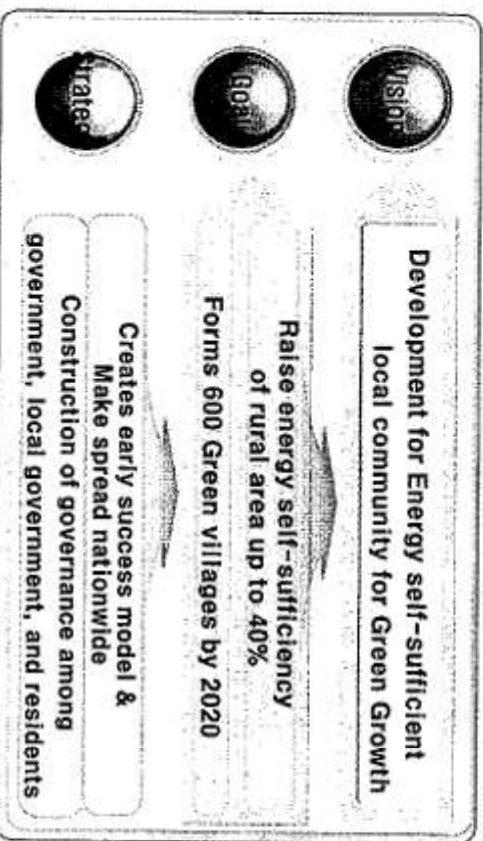 Vision
Development for Energy self-sufficient
local community for Green Growth
Goal
Raise energy self-sufficiency
of rural area up to 40%
Forms 600 Green villages by 2020
Strateg
Creates early success model &
Make spread nationwide
Construction of governance among
government, local government, and residents